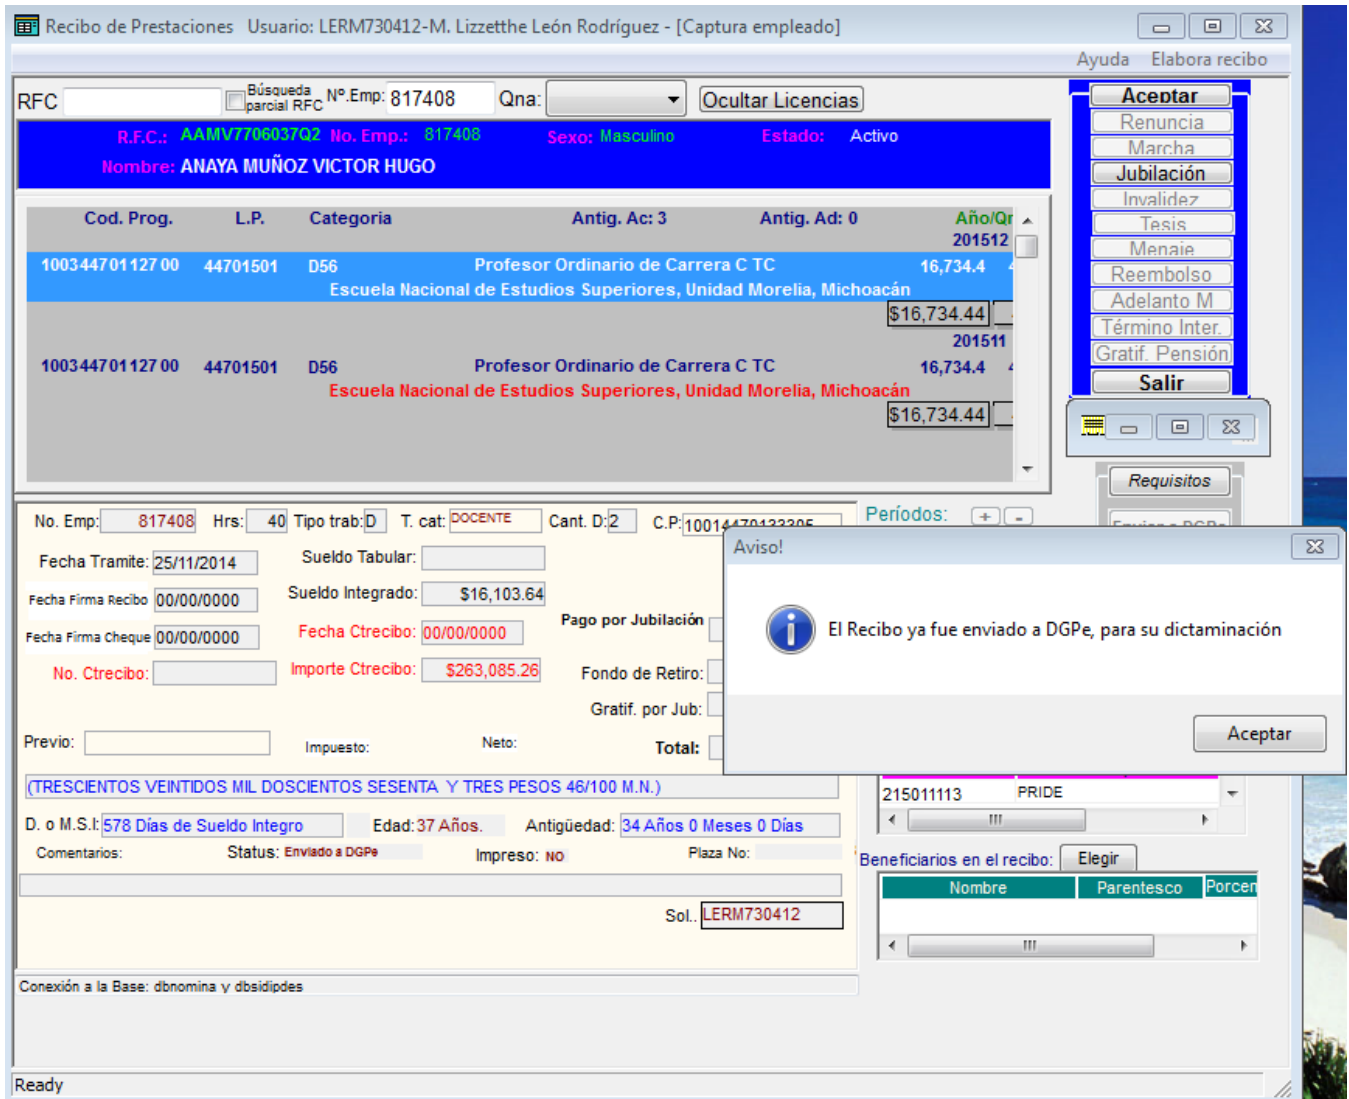 Recibo de Prestaciones Usuario: LERM730412-M. Lizzetthe León Rodríguez - [Captura empleado]
Ayuda Elabora recibo
RFC Búsqueda parcial RFC Nº.Emp: 817408 Qna: Ocultar Licencias
R.F.C.: AAMV7706037Q2 No. Emp.: 817408 Sexo: Masculino Estado: Activo
Nombre: ANAYA MUÑOZ VICTOR HUGO
Aceptar
Renuncia
Marcha
Jubilación
Invalidez
Tesis
Menaje
Reembolso
Adelanto M
Término Inter.
Gratif. Pensión
Salir
Cod. Prog. L.P. Categoria Antig. Ac: 3 Antig. Ad: 0 Año/Qr
201512
10034470112700 44701501 D56 Profesor Ordinario de Carrera C TC 16,734.4
Escuela Nacional de Estudios Superiores, Unidad Morelia, Michoacán
$16,734.44
201511
10034470112700 44701501 D56 Profesor Ordinario de Carrera C TC 16,734.4
Escuela Nacional de Estudios Superiores, Unidad Morelia, Michoacán
$16,734.44
Requisitos
No. Emp: 817408 Hrs: 40 Tipo trab: D T. cat: DOCENTE Cant. D: 2 C.P: Períodos: + -
Fecha Tramite: 25/11/2014 Sueldo Tabular:
Fecha Firma Recibo 00/00/0000 Sueldo Integrado: $16,103.64
Fecha Firma Cheque 00/00/0000 Fecha Ctrecibo: 00/00/0000 Pago por Jubilación
No. Ctrecibo: Importe Ctrecibo: $263,085.26 Fondo de Retiro:
Gratif. por Jub:
Previo: Impuesto: Neto: Total:
Aviso!
El Recibo ya fue enviado a DGPe, para su dictaminación
Aceptar
(TRESCIENTOS VEINTIDOS MIL DOSCIENTOS SESENTA Y TRES PESOS 46/100 M.N.)
215011113 PRIDE
D. o M.S.I: 578 Días de Sueldo Integro Edad: 37 Años. Antigüedad: 34 Años 0 Meses 0 Días
Comentarios: Status: Enviado a DGPe Impreso: NO Plaza No:
Beneficiarios en el recibo: Elegir
Nombre Parentesco Porcen
Sol.. LERM730412
Conexión a la Base: dbnomina y dbsidipdes
Ready